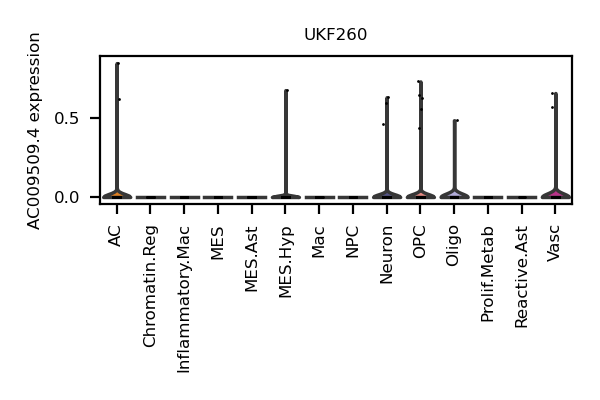 UKF260
AC009509.4 expression
0.5
0.0
AC
Chromatin.Reg
Inflammatory.Mac
MES
MES.Ast
MES.Hyp
Mac
NPC
Neuron
OPC
Oligo
Prolif.Metab
Reactive.Ast
Vasc